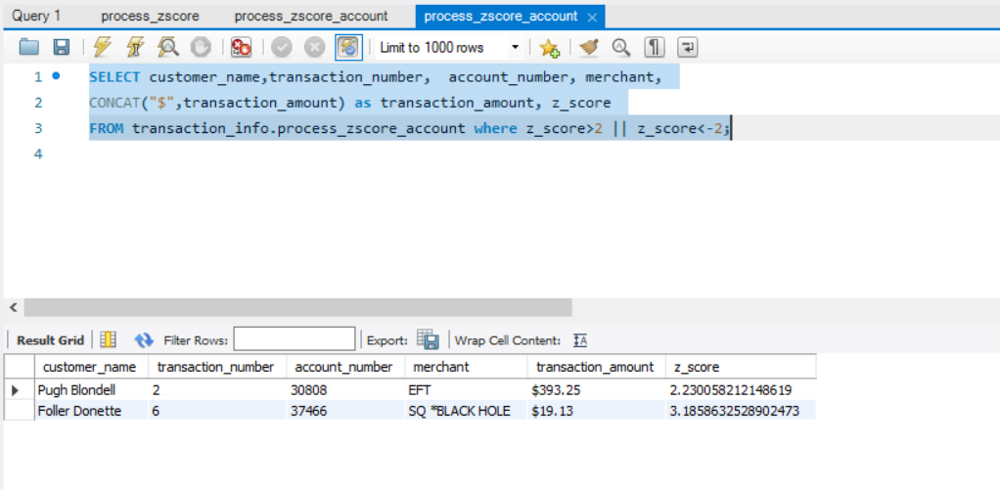 Query 1 process_zscore process_zscore_account process_zscore_account
Limit to 1000 rows
1 SELECT customer_name,transaction_number,  account_number, merchant,
2 CONCAT("$",transaction_amount) as transaction_amount, z_score
3 FROM transaction_info.process_zscore_account where z_score>2 || z_score<-2;
4
Result Grid Filter Rows: Export: Wrap Cell Content:
customer_name transaction_number account_number merchant transaction_amount z_score
Pugh Blondell 2 30808 EFT $393.25 2.230058212148619
Foller Donette 6 37466 SQ *BLACK HOLE $19.13 3.1858632528902473